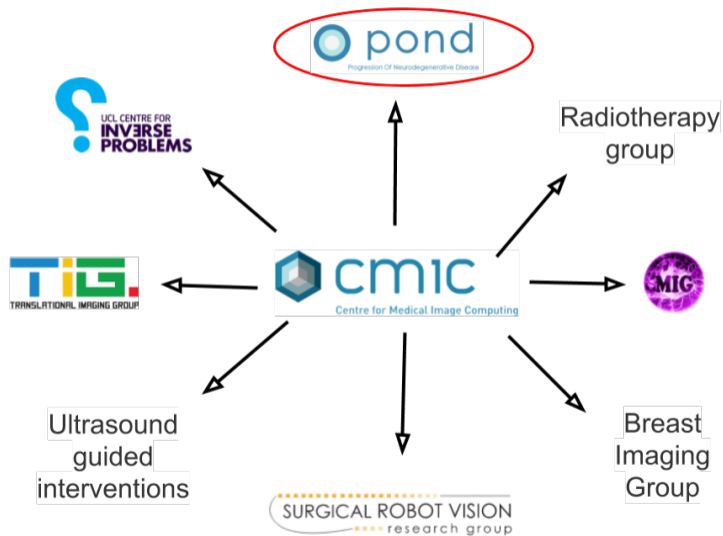 pond
Progression Of Neurodegenerative Disease
UCL CENTRE FOR
INVERSE
PROBLEMS
Radiotherapy
group
TiG.
TRANSLATIONAL IMAGING GROUP
cmic
Centre for Medical Image Computing
MIG
Ultrasound
guided
interventions
Breast
Imaging
Group
SURGICAL ROBOT VISION
research group